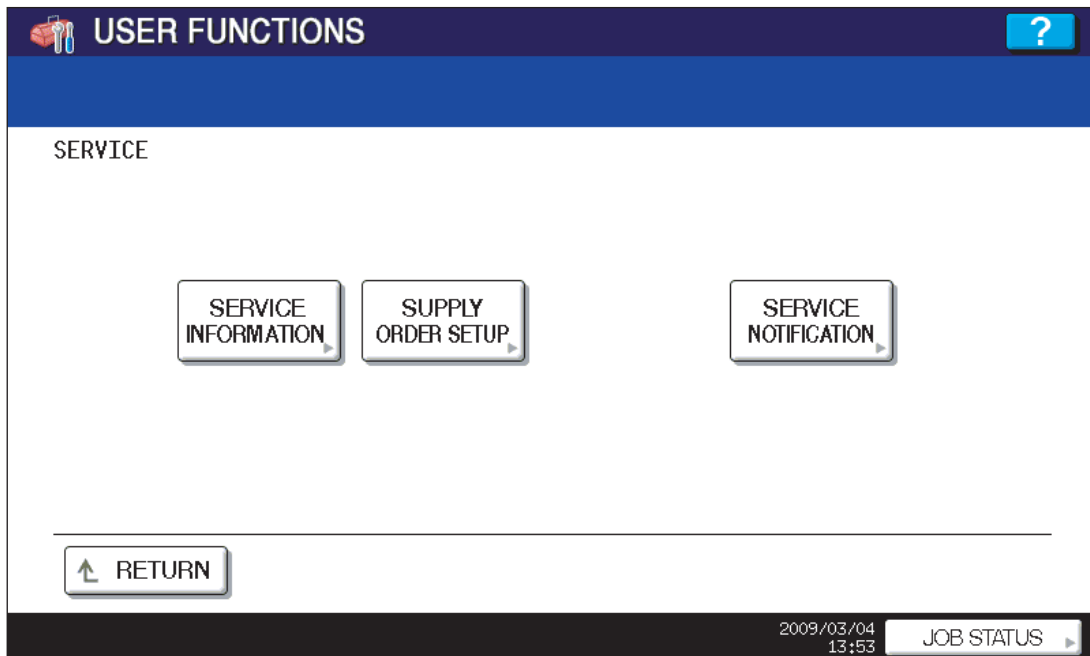 USER FUNCTIONS
?
SERVICE
SERVICE
INFORMATION
SUPPLY
ORDER SETUP
SERVICE
NOTIFICATION
RETURN
2009/03/04
13:53
JOB STATUS